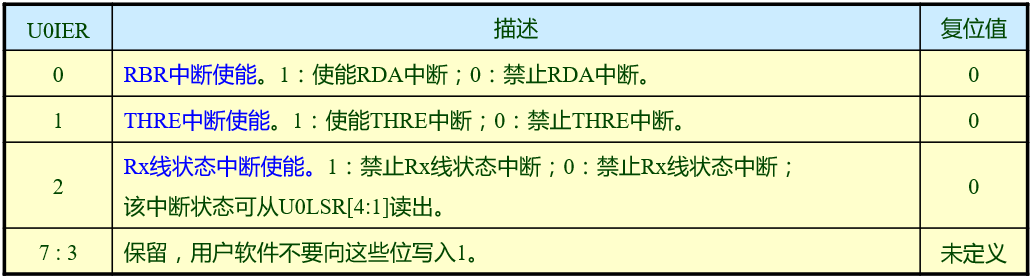 U0IER 描述 复位值
0 RBR中断使能。1：使能RDA中断；0：禁止RDA中断。 0
1 THRE中断使能。1：使能THRE中断；0：禁止THRE中断。 0
2 Rx线状态中断使能。1：禁止Rx线状态中断；0：禁止Rx线状态中断； 0
该中断状态可从U0LSR[4:1]读出。
7 : 3 保留，用户软件不要向这些位写入1。 未定义